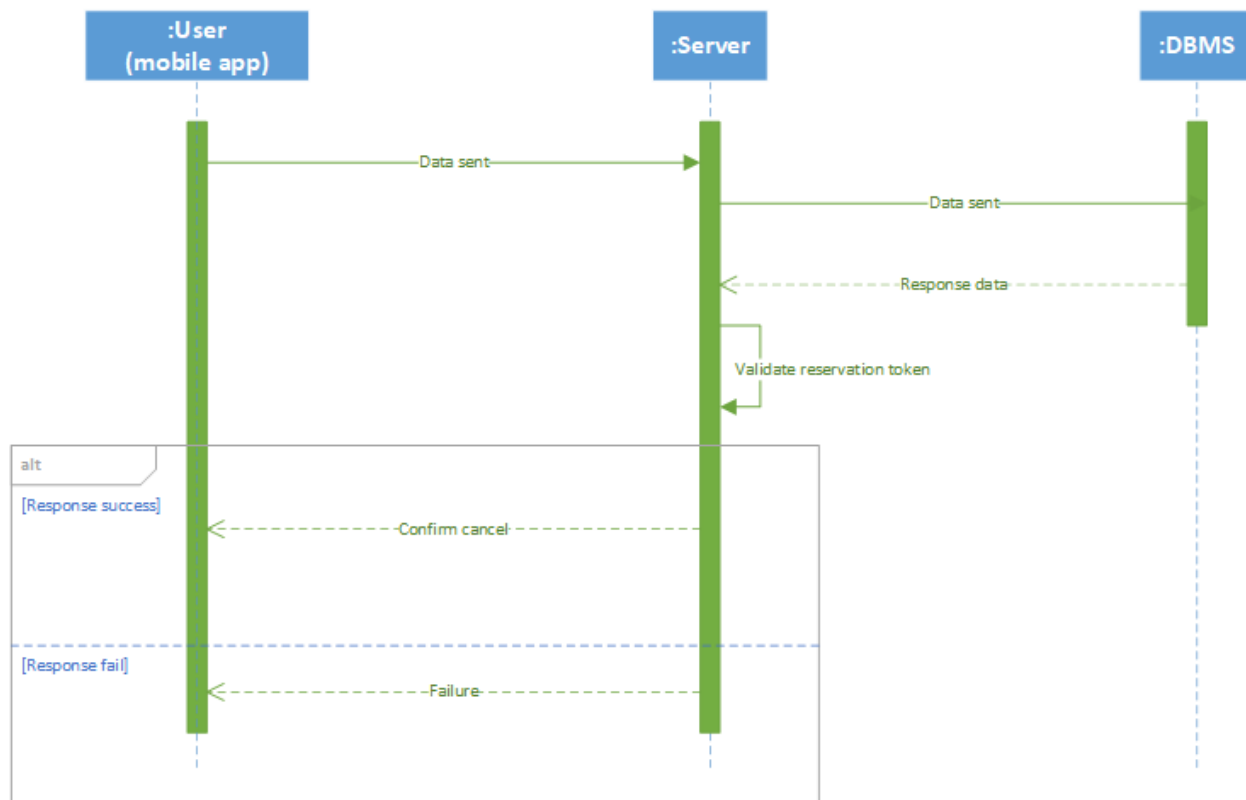 :User
(mobile app)
:Server
:DBMS
Data sent
Data sent
Response data
Validate reservation token
alt
[Response success]
Confirm cancel
[Response fail]
Failure